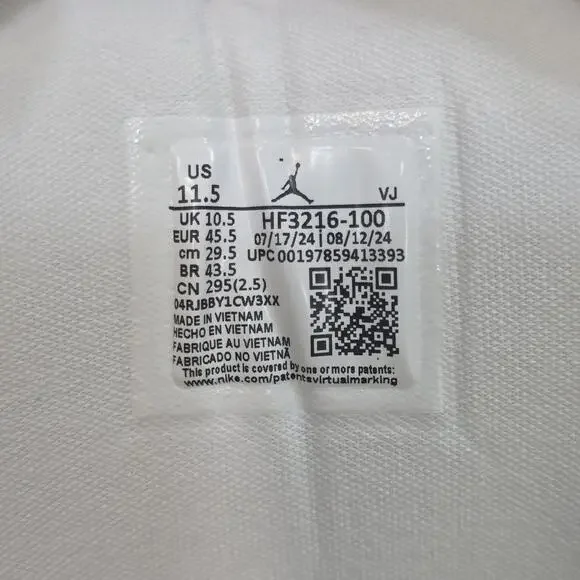 US
11.5
VJ
UK 10.5
HF3216-100
EUR 45.5
07/17/24 | 08/12/24
cm 29.5
UPC 00197859413393
BR 43.5
CN 295(2.5)
04RJBBY1CW3XX
MADE IN VIETNAM
HECHO EN VIETNAM
FABRIQUE AU VIETNAM
FABRICADO NO VIETNÃ
This product is covered by one or more patents:
www.nike.com/patentsvirtualmarking